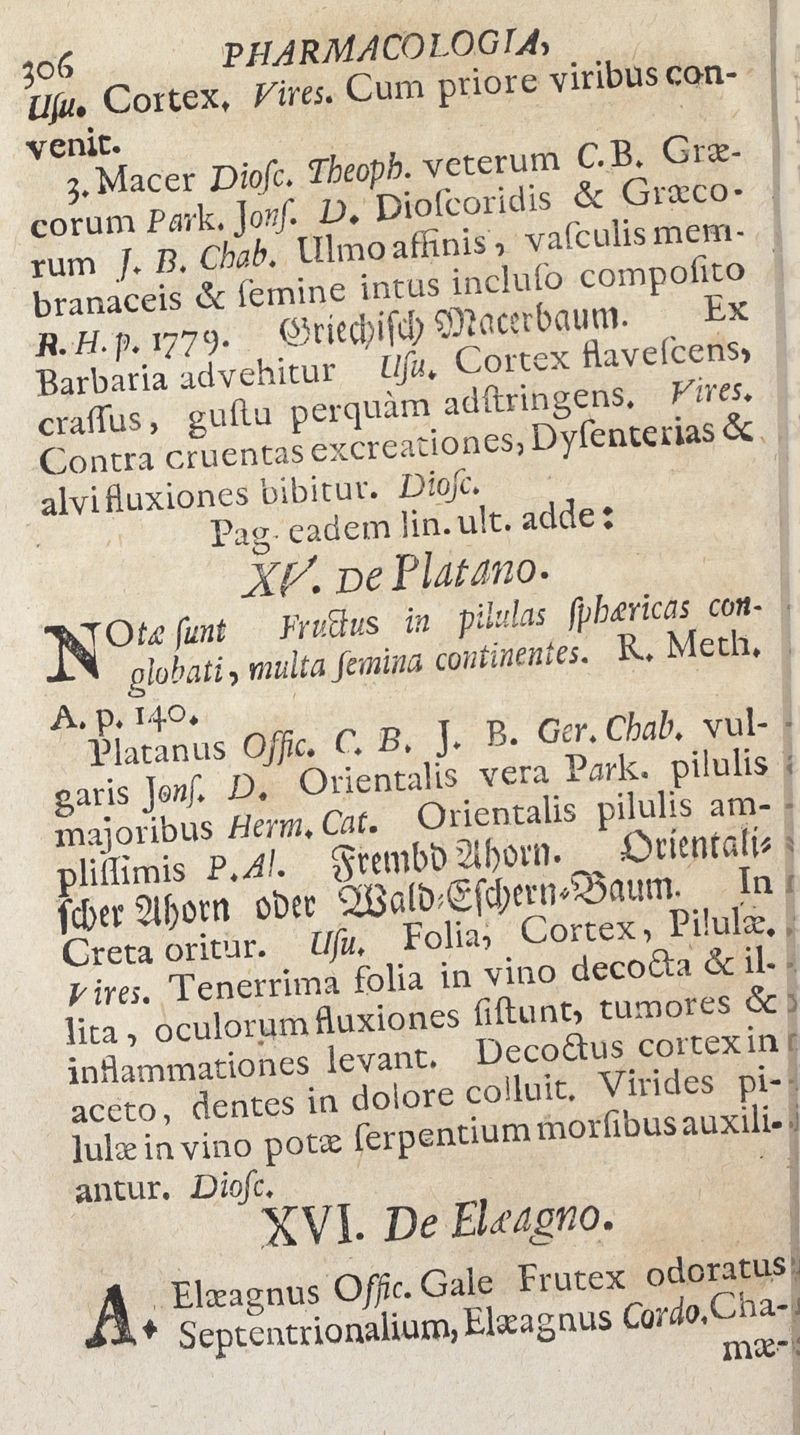 306 PHARMACOLOGIA,
Uſu. Cortex. Vires. Cum priore viribus con-
venit.
3. Macer Dioſc. Theoph. veterum C. B. Græ-
corum Park. Jonſ. D. Dioſcoridis & Græco-
rum J. B. Chab. Ulmo affinis, vaſculis mem-
branaceis & ſemine intus incluſo compoſito
R. H. p. 1779. Griechiſch Macerbaum. Ex
Barbaria advehitur Uſu. Cortex flaveſcens,
craſſus, guſtu perquàm adſtringens. Vires.
Contra cruentas excreationes, Dyſenterias &
alvi fluxiones bibitur. Dioſc.
Pag. eadem lin. ult. adde:
XV. De Platano.
NOtæ ſunt Fructus in pilulas ſphæricas con-
globati, multa ſemina continentes. R. Meth.
A. p. 140.
Platanus Offic. C. B. J. B. Ger. Chab. vul-
garis Jonſ. D. Orientalis vera Park. pilulis
majoribus Herm. Cat. Orientalis pilulis am-
pliſſimis P. Al. Frembd Ahorn. Orientali-
ſcher Ahorn oder Wald-Eſchern-Baum. In
Creta oritur. Uſu. Folia, Cortex, Pilulæ.
Vires. Tenerrima folia in vino decocta & il-
lita, oculorum fluxiones ſiſtunt, tumores &
inflammationes levant. Decoctus cortex in
aceto, dentes in dolore colluit. Virides pi-
lulæ in vino potæ ſerpentium morſibus auxili-
antur. Dioſc.
XVI. De Elæagno.
A. Elæagnus Offic. Gale Frutex odoratus
Septentrionalium, Elæagnus Cordo. Cha-
mæ-